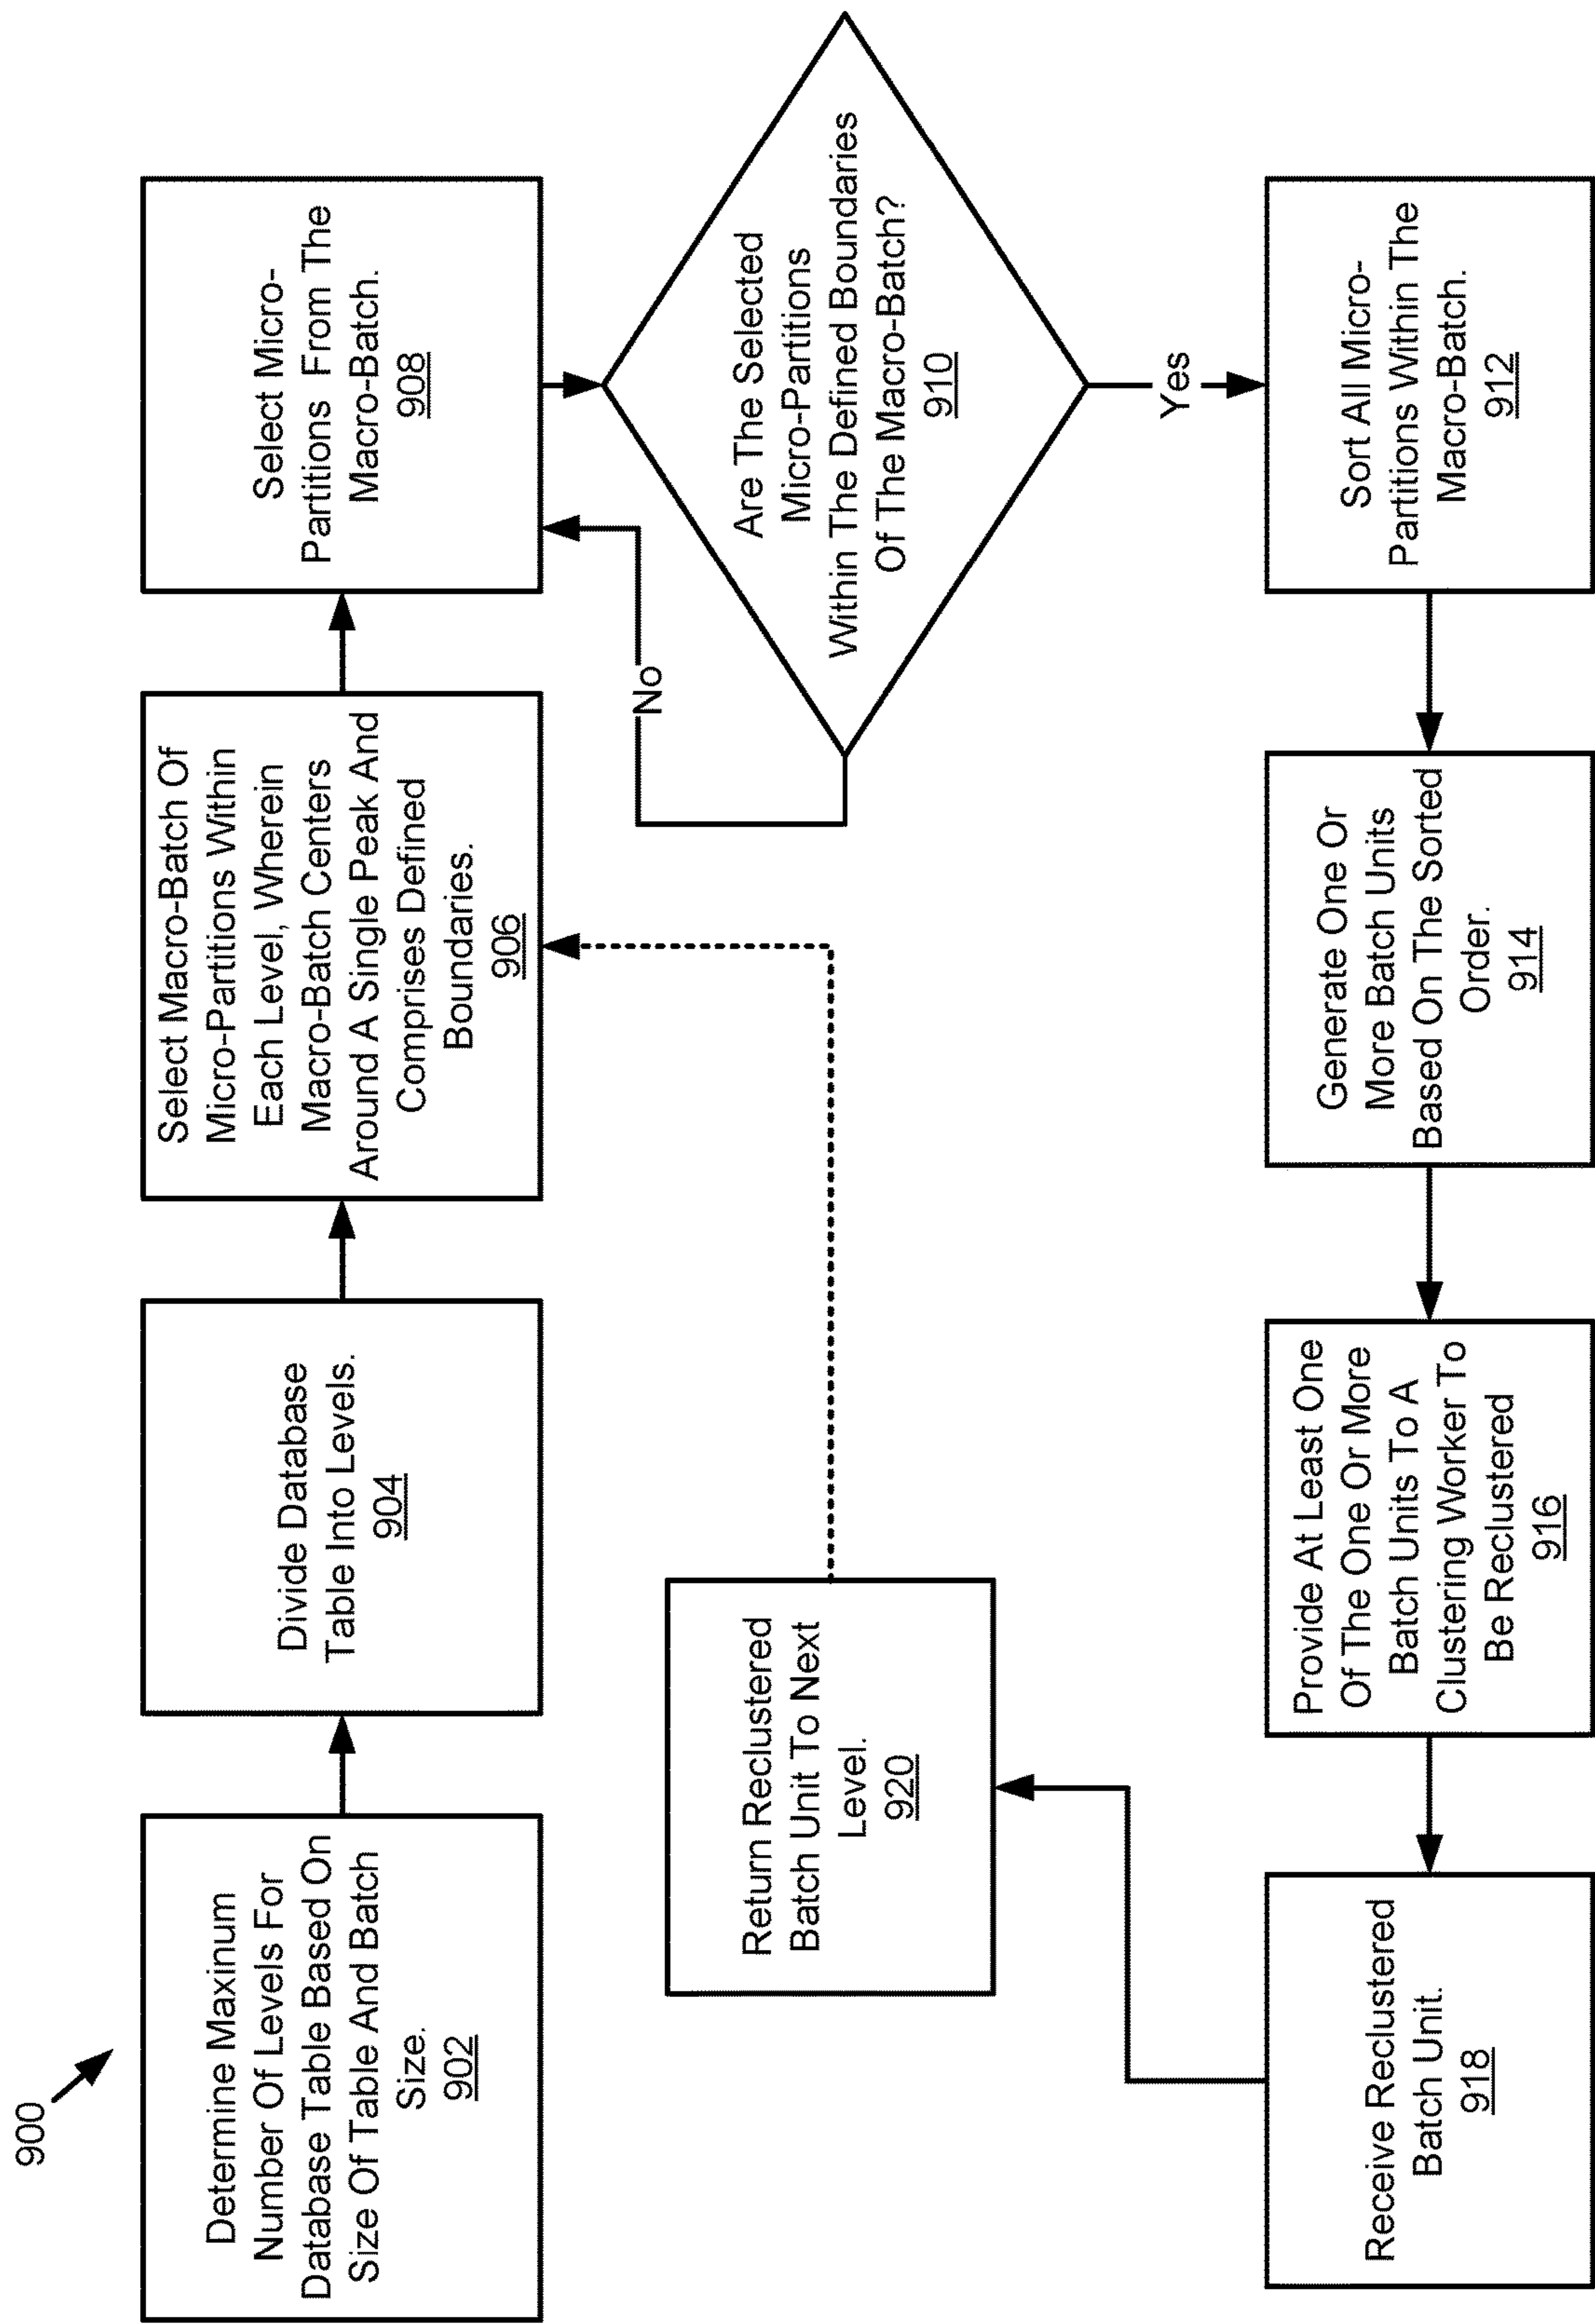 900
Determine Maxinum
Number Of Levels For
Database Table Based On
Size Of Table And Batch
Size.
902
Divide Database
Table Into Levels.
904
Select Macro-Batch Of
Micro-Partitions Within
Each Level, Wherein
Macro-Batch Centers
Around A Single Peak And
Comprises Defined
Boundaries.
906
Select Micro-
Partitions From The
Macro-Batch.
908
No
Are The Selected
Micro-Partitions
Within The Defined Boundaries
Of The Macro-Batch?
910
Yes
Sort All Micro-
Partitions Within The
Macro-Batch.
912
Generate One Or
More Batch Units
Based On The Sorted
Order.
914
Provide At Least One
Of The One Or More
Batch Units To A
Clustering Worker To
Be Reclustered
916
Receive Reclustered
Batch Unit.
918
Return Reclustered
Batch Unit To Next
Level.
920